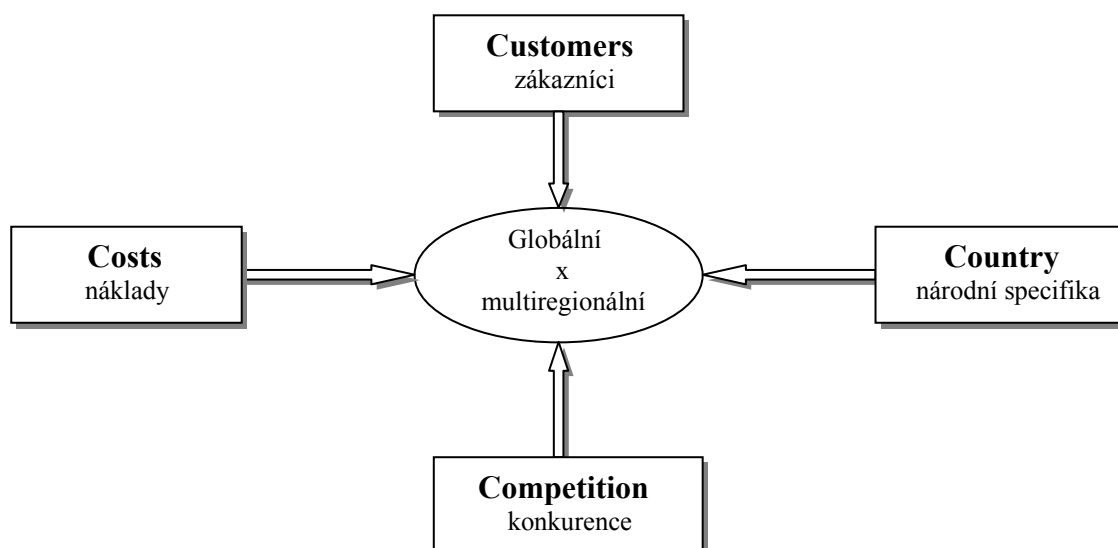 Customers
zákazníci
Costs
náklady
Globální
x
multiregionální
Country
národní specifika
Competition
konkurence